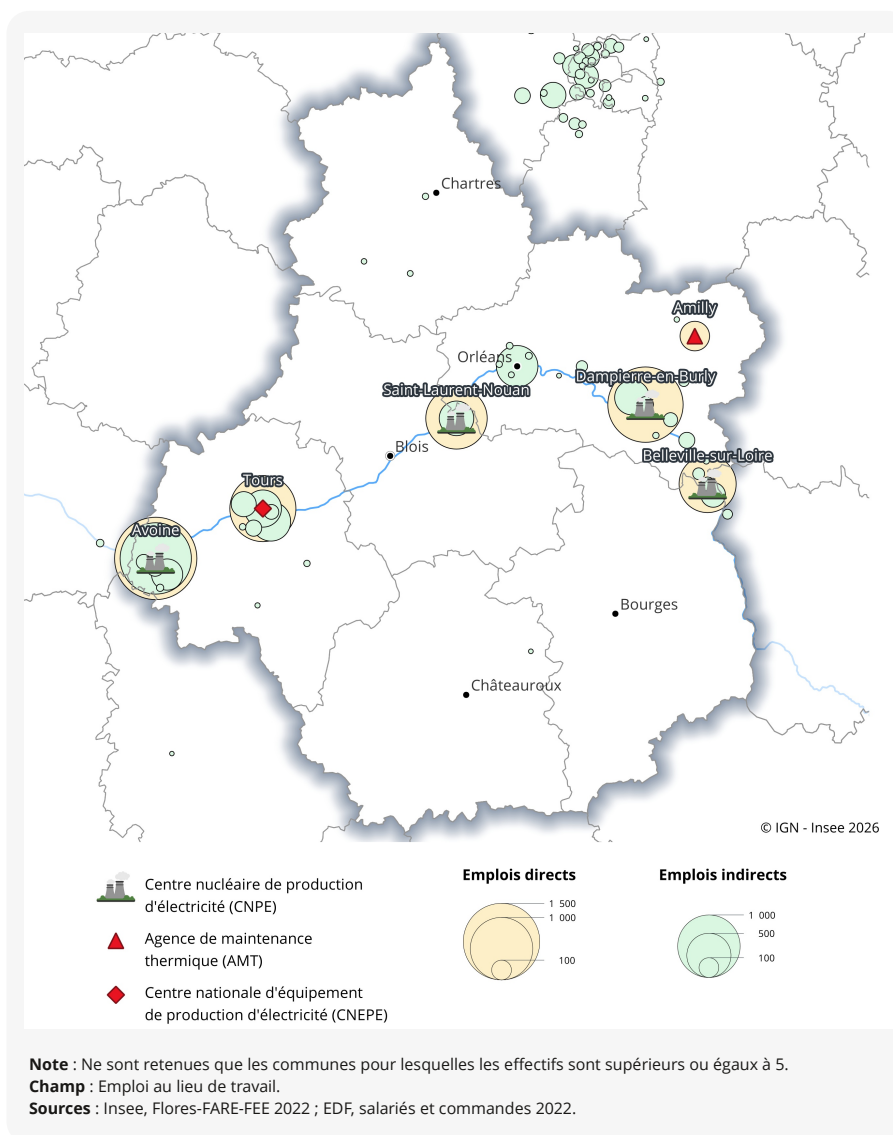 Chartres
Amilly
Orléans
Dampierre-en-Burly
Saint-Laurent-Nouan
Blois
Belleville-sur-Loire
Tours
Avoine
Bourges
Châteauroux
© IGN - Insee 2026
Centre nucléaire de production
d'électricité (CNPE)
Agence de maintenance
thermique (AMT)
Centre nationale d'équipement
de production d'électricité (CNEPE)
Emplois directs
1 500
1 000
100
Emplois indirects
1 000
500
100
Note : Ne sont retenues que les communes pour lesquelles les effectifs sont supérieurs ou égaux à 5.
Champ : Emploi au lieu de travail.
Sources : Insee, Flores-FARE-FEE 2022 ; EDF, salariés et commandes 2022.